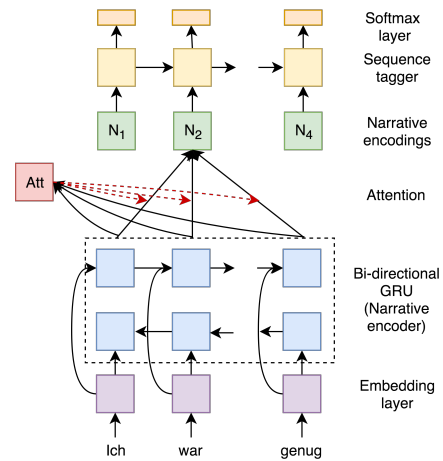 Softmax
layer
Sequence
tagger
N1 N2 N4
Narrative
encodings
Att
Attention
Bi-directional
GRU
(Narrative
encoder)
Embedding
layer
Ich war genug